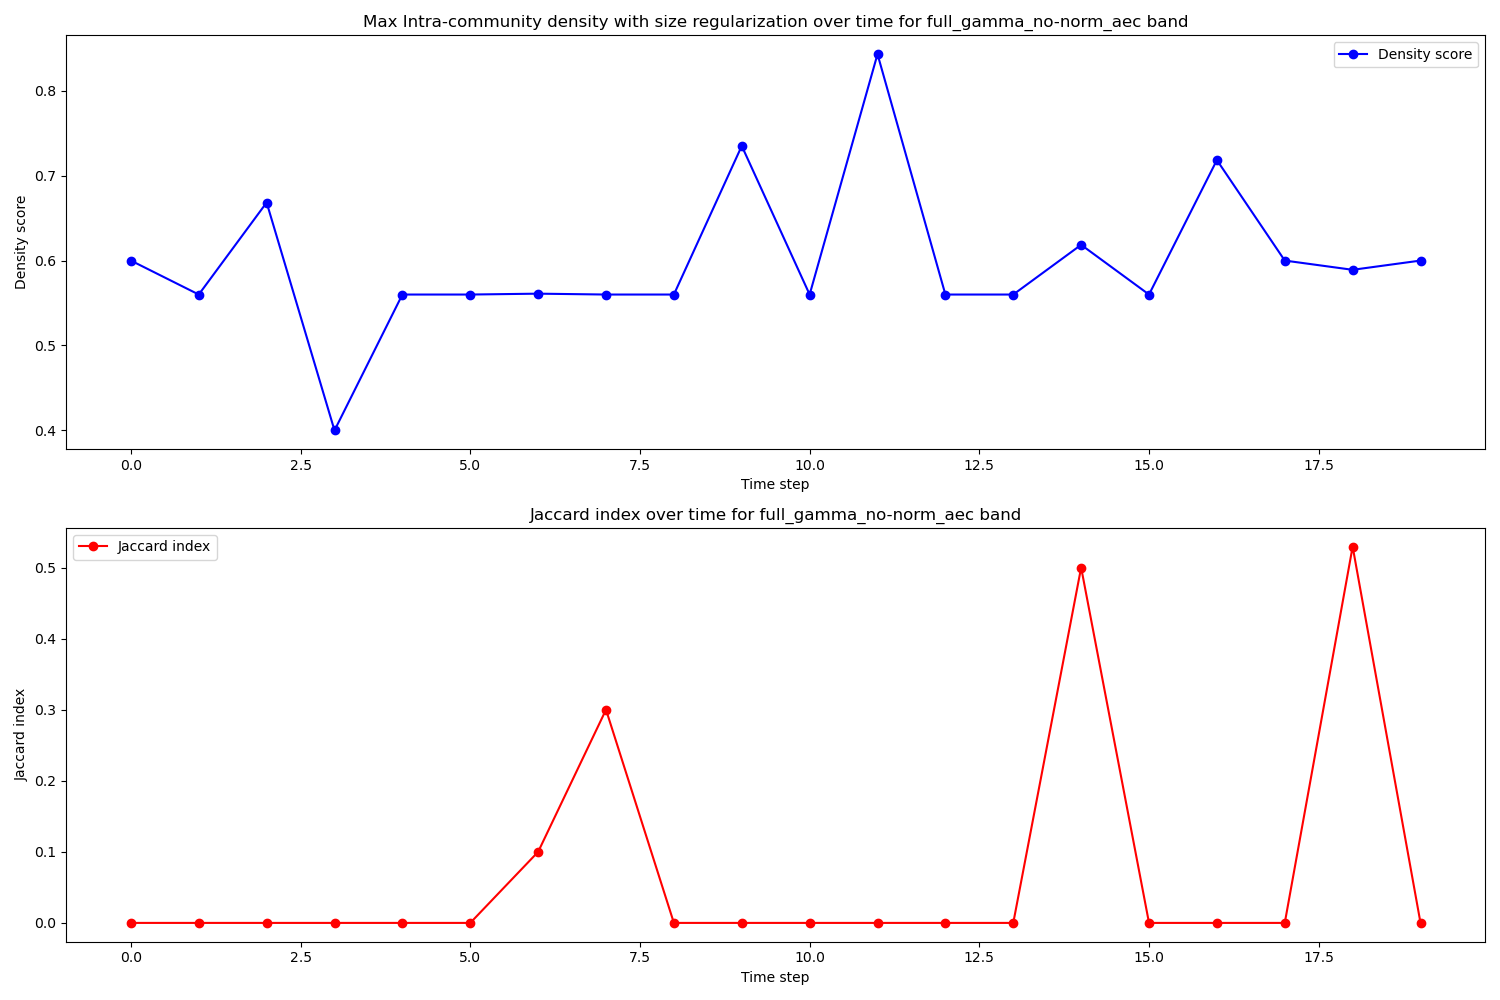 Max Intra-community density with size regularization over time for full_gamma_no-norm_aec band
Density score
0.8
0.7
0.6
0.5
0.4
Density score
0.0 2.5 5.0 7.5 10.0 12.5 15.0 17.5
Time step
Jaccard index over time for full_gamma_no-norm_aec band
Jaccard index
0.5
0.4
0.3
0.2
0.1
0.0
Jaccard index
0.0 2.5 5.0 7.5 10.0 12.5 15.0 17.5
Time step